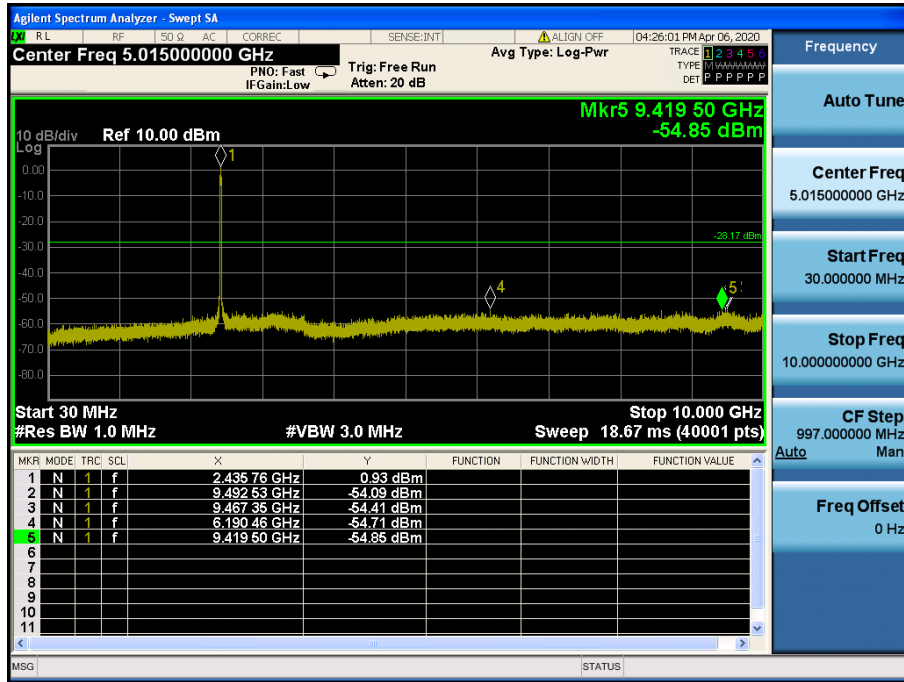 Agilent Spectrum Analyzer - Swept SA
LXI RL RF 50 Ω AC CORREC SENSE:INT ALIGN OFF 04:26:01 PM Apr 06, 2020
Center Freq 5.015000000 GHz
PNO: Fast
IFGain:Low
Trig: Free Run
Atten: 20 dB
Avg Type: Log-Pwr
TRACE 1 2 3 4 5 6
TYPE M WWWWW
DET P P P P P P
Mkr5 9.419 50 GHz
-54.85 dBm
10 dB/div Ref 10.00 dBm
Log
1
0.00
-10.0
-20.0
-28.17 dBm
-30.0
-40.0
4
5
-50.0
-60.0
-70.0
-80.0
Start 30 MHz Stop 10.000 GHz
#Res BW 1.0 MHz #VBW 3.0 MHz Sweep 18.67 ms (40001 pts)
MKR MODE TRC SCL X Y FUNCTION FUNCTION WIDTH FUNCTION VALUE
1 N 1 f 2.435 76 GHz 0.93 dBm
2 N 1 f 9.492 53 GHz -54.09 dBm
3 N 1 f 9.467 35 GHz -54.41 dBm
4 N 1 f 6.190 46 GHz -54.71 dBm
5 N 1 f 9.419 50 GHz -54.85 dBm
6
7
8
9
10
11
MSG STATUS
Frequency
Auto Tune
Center Freq
5.015000000 GHz
Start Freq
30.000000 MHz
Stop Freq
10.000000000 GHz
CF Step
997.000000 MHz
Auto Man
Freq Offset
0 Hz